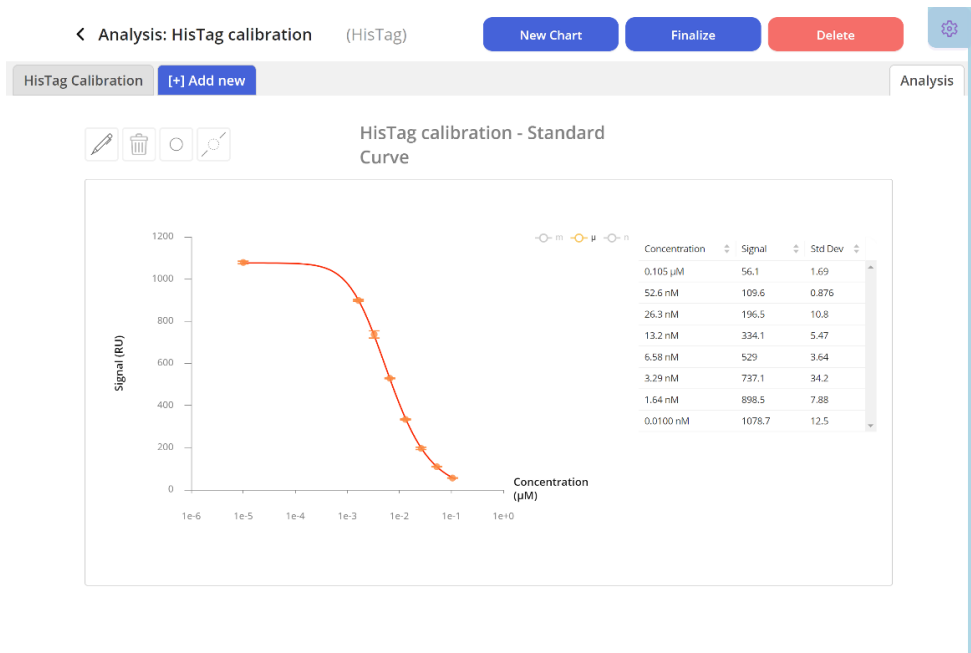 Analysis: HisTag calibration (HisTag) New Chart Finalize Delete
HisTag Calibration [+] Add new Analysis
HisTag calibration - Standard
Curve
m µ n
1200
1000
800
600
400
200
0
Signal (RU)
1e-6 1e-5 1e-4 1e-3 1e-2 1e-1 1e+0
Concentration
(µM)
Concentration Signal Std Dev
0.105 µM 56.1 1.69
52.6 nM 109.6 0.876
26.3 nM 196.5 10.8
13.2 nM 334.1 5.47
6.58 nM 529 3.64
3.29 nM 737.1 34.2
1.64 nM 898.5 7.88
0.0100 nM 1078.7 12.5